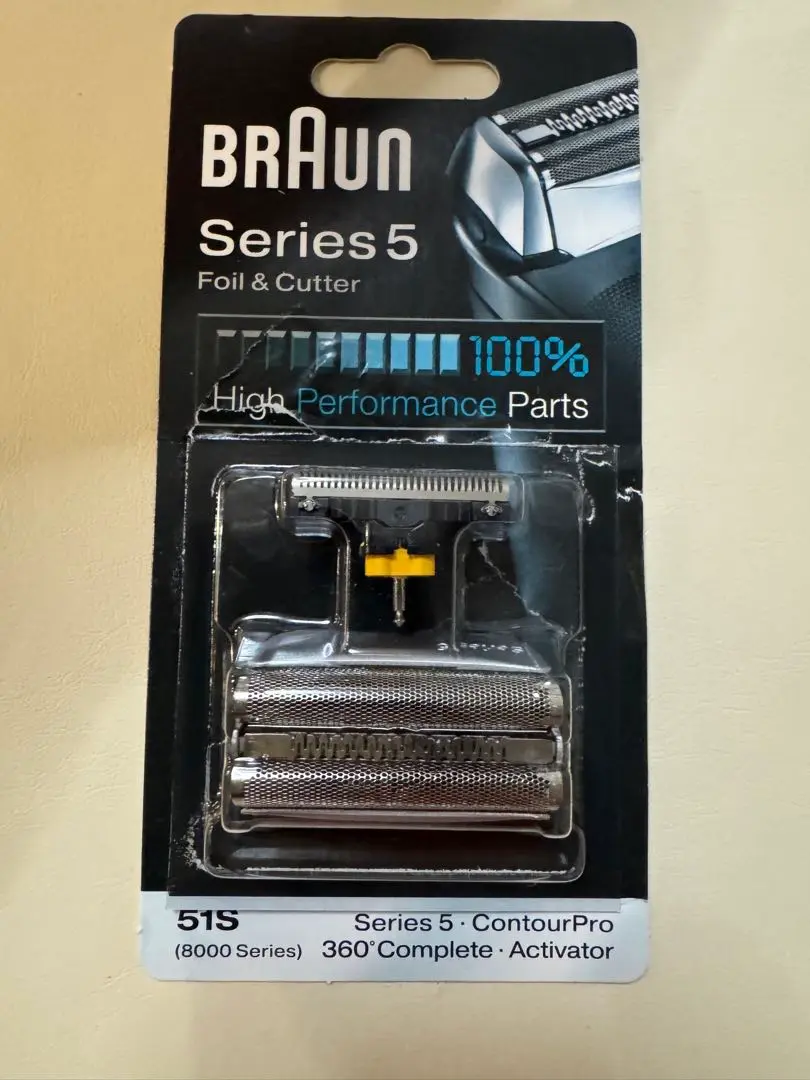 BRAUN
Series 5
Foil & Cutter
100%
High Performance Parts
51S
(8000 Series)
Series 5 · ContourPro
360°Complete · Activator